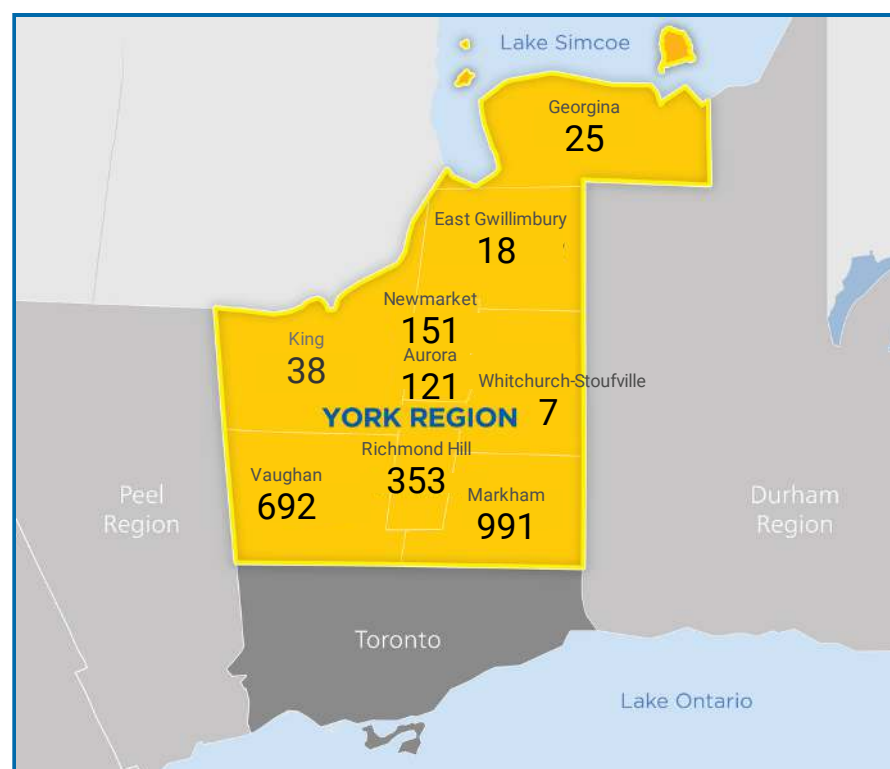 Lake Simcoe
Georgina
25
East Gwillimbury
18
Newmarket
151
King
38
Aurora
121
Whitchurch-Stoufville
7
YORK REGION
Richmond Hill
353
Vaughan
692
Markham
991
Peel
Region
Durham
Region
Toronto
Lake Ontario